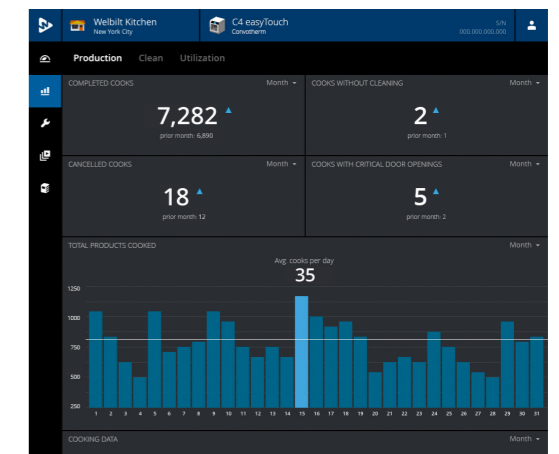 Welbilt Kitchen
New York City
C4 easyTouch
Convotherm
S/N
000.000.000.000
Production Clean Utilization
COMPLETED COOKS Month
7,282
prior month: 6,890
COOKS WITHOUT CLEANING Month
2
prior month: 1
CANCELLED COOKS Month
18
prior month: 12
COOKS WITH CRITICAL DOOR OPENINGS Month
5
prior month: 2
TOTAL PRODUCTS COOKED Month
Avg. cooks per day
35
1250
1000
750
500
250
1 2 3 4 5 6 7 8 9 10 11 12 13 14 15 16 17 18 19 20 21 22 23 24 25 26 27 28 29 30 31
COOKING DATA Month